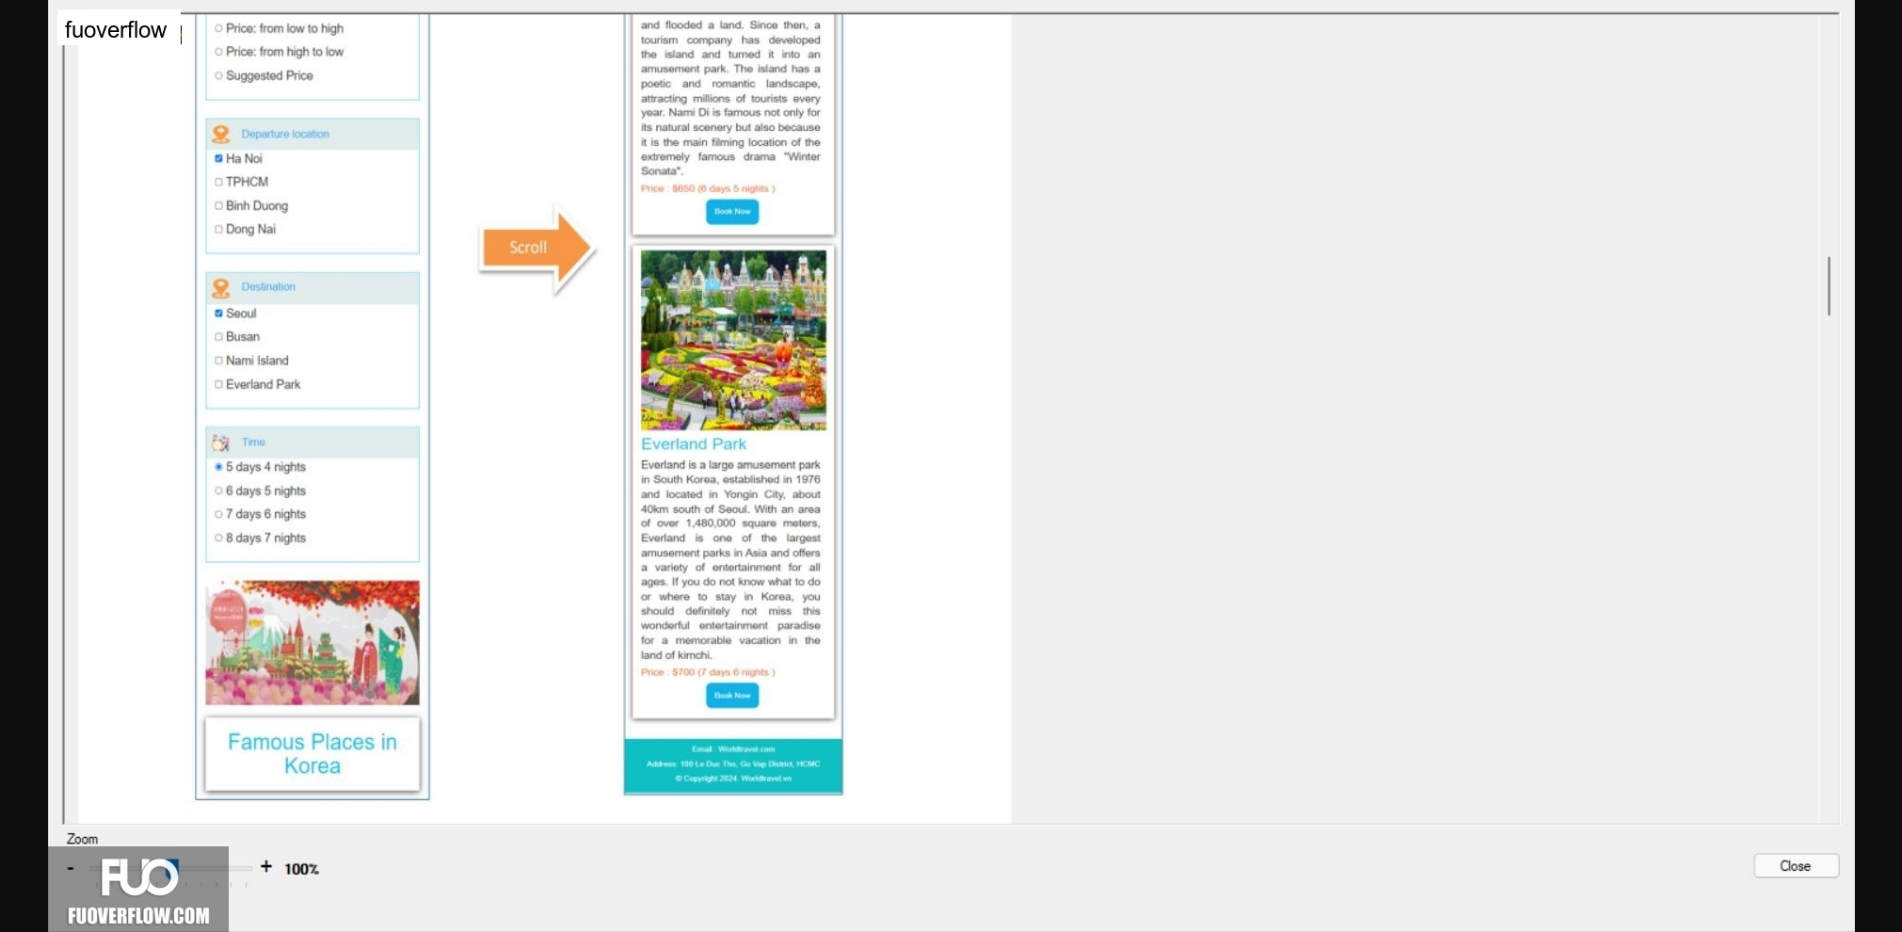 fuoverflow
Price: from low to high
Price: from high to low
Suggested Price
Departure location
Ha Noi
TPHCM
Binh Duong
Dong Nai
Destination
Seoul
Busan
Nami Island
Everland Park
Time
5 days 4 nights
6 days 5 nights
7 days 6 nights
8 days 7 nights
Famous Places in
Korea
Scroll
and flooded a land. Since then, a
tourism company has developed
the island and turned it into an
amusement park. The island has a
poetic and romantic landscape,
attracting millions of tourists every
year. Nami Di is famous not only for
its natural scenery but also because
it is the main filming location of the
extremely famous drama "Winter
Sonata".
Price : $650 (6 days 5 nights )
Book Now
Everland Park
Everland is a large amusement park
in South Korea, established in 1976
and located in Yongin City, about
40km south of Seoul. With an area
of over 1,480,000 square meters,
Everland is one of the largest
amusement parks in Asia and offers
a variety of entertainment for all
ages. If you do not know what to do
or where to stay in Korea, you
should definitely not miss this
wonderful entertainment paradise
for a memorable vacation in the
land of kimchi.
Price : $700 (7 days 6 nights )
Book Now
Email : Worldtravel.com
Address: 100 Le Duc Tho, Go Vap District, HCMC
© Copyright 2024. Worldtravel.vn
Zoom
- + 100%
Close
FUO
FUOVERFLOW.COM